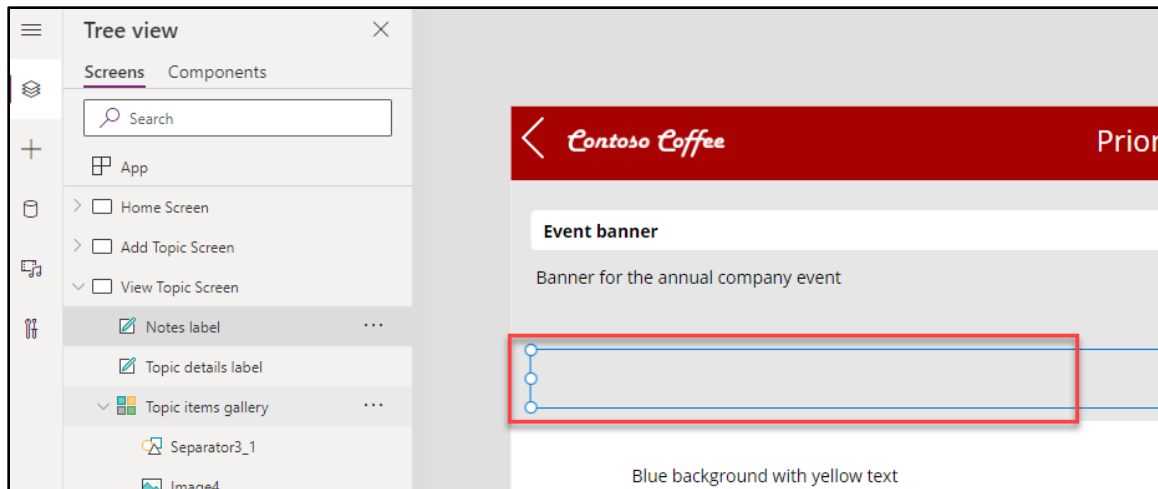 Tree view
Screens Components
Search
App
Home Screen
Add Topic Screen
View Topic Screen
Notes label
Topic details label
Topic items gallery
Separator3_1
Image4
Contoso Coffee
Prior
Event banner
Banner for the annual company event
Blue background with yellow text